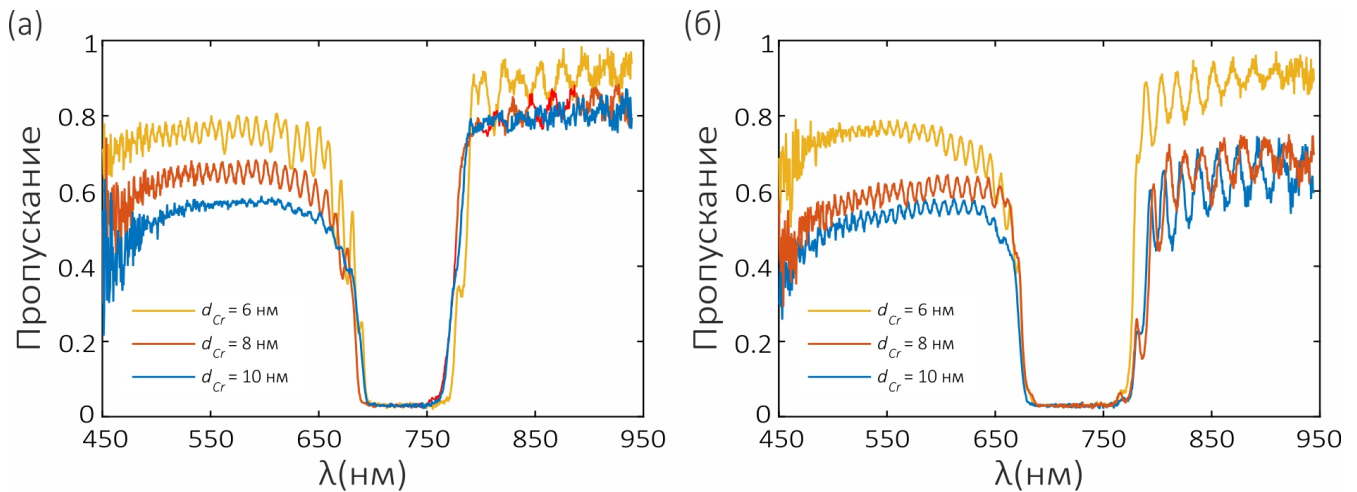 (а)
Пропускание
1
0.8
0.6
0.4
0.2
0
d_Cr = 6 нм
d_Cr = 8 нм
d_Cr = 10 нм
450 550 650 750 850 950
λ(нм)
(б)
Пропускание
1
0.8
0.6
0.4
0.2
0
d_Cr = 6 нм
d_Cr = 8 нм
d_Cr = 10 нм
450 550 650 750 850 950
λ(нм)